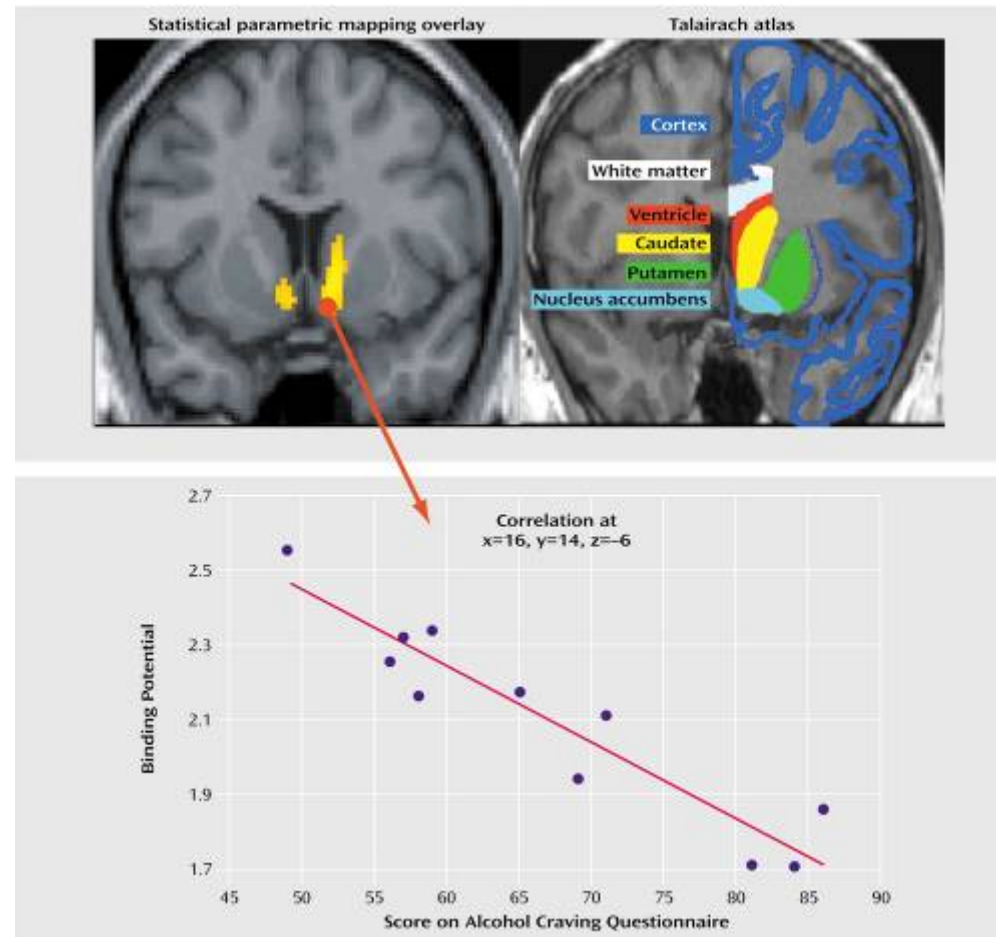 Statistical parametric mapping overlay
Talairach atlas
Cortex
White matter
Ventricle
Caudate
Putamen
Nucleus accumbens
Correlation at
x=16, y=14, z=–6
Binding Potential
2.7
2.5
2.3
2.1
1.9
1.7
45 50 55 60 65 70 75 80 85 90
Score on Alcohol Craving Questionnaire